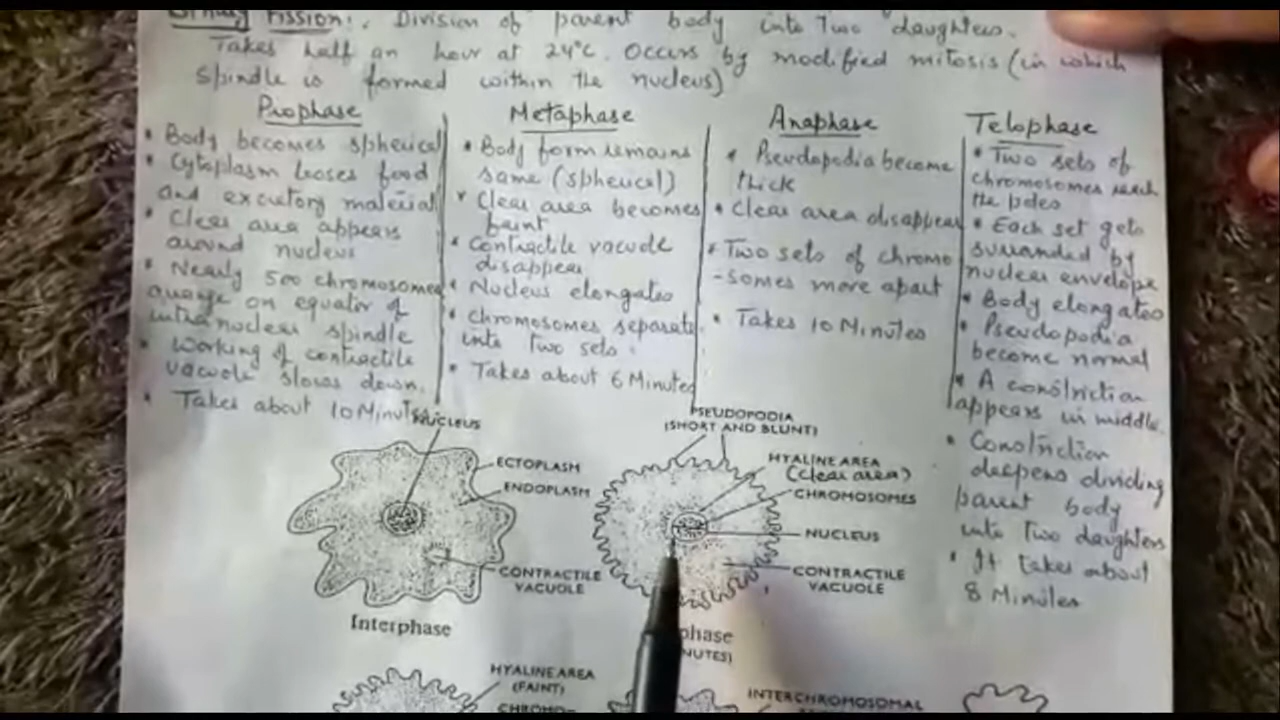 Binary Fission:. Division of parent body into Two daughters.
Takes half an hour at 24°C. Occurs by modified mitosis (in which
spindle is formed within the nucleus)
Prophase
• Body becomes spherical
• Cytoplasm looses food
and excretory material
• Clear area appears
around nucleus
• Nearly 500 chromosomes
arrange on equator of
intranuclear spindle
• Working of contractile
vacuole slows down.
• Takes about 10 Minutes
Metaphase
• Body form remains
same (spherical)
• Clear area becomes
faint
• Contractile vacuole
disappear
• Nucleus elongates
• Chromosomes separate
into Two sets.
• Takes about 6 Minutes
Anaphase
• Pseudopodia become
thick
• Clear area disappear
• Two sets of chromo
-somes move apart
• Takes 10 Minutes
Telophase
• Two sets of
chromosomes reach
the poles
• Each set gets
surrounded by
nuclear envelope
• Body elongates
• Pseudopodia
become normal
• A constriction
appears in middle.
• Constriction
deepens dividing
parent body
into Two daughters
• It takes about
8 Minutes
NUCLEUS
ECTOPLASM
ENDOPLASM
CONTRACTILE
VACUOLE
Interphase
PSEUDOPODIA
(SHORT AND BLUNT)
HYALINE AREA
(Clear area)
CHROMOSOMES
NUCLEUS
CONTRACTILE
VACUOLE
phase
NUTES)
HYALINE AREA
(FAINT)
CHROMO-
INTERCHROMOSOMAL